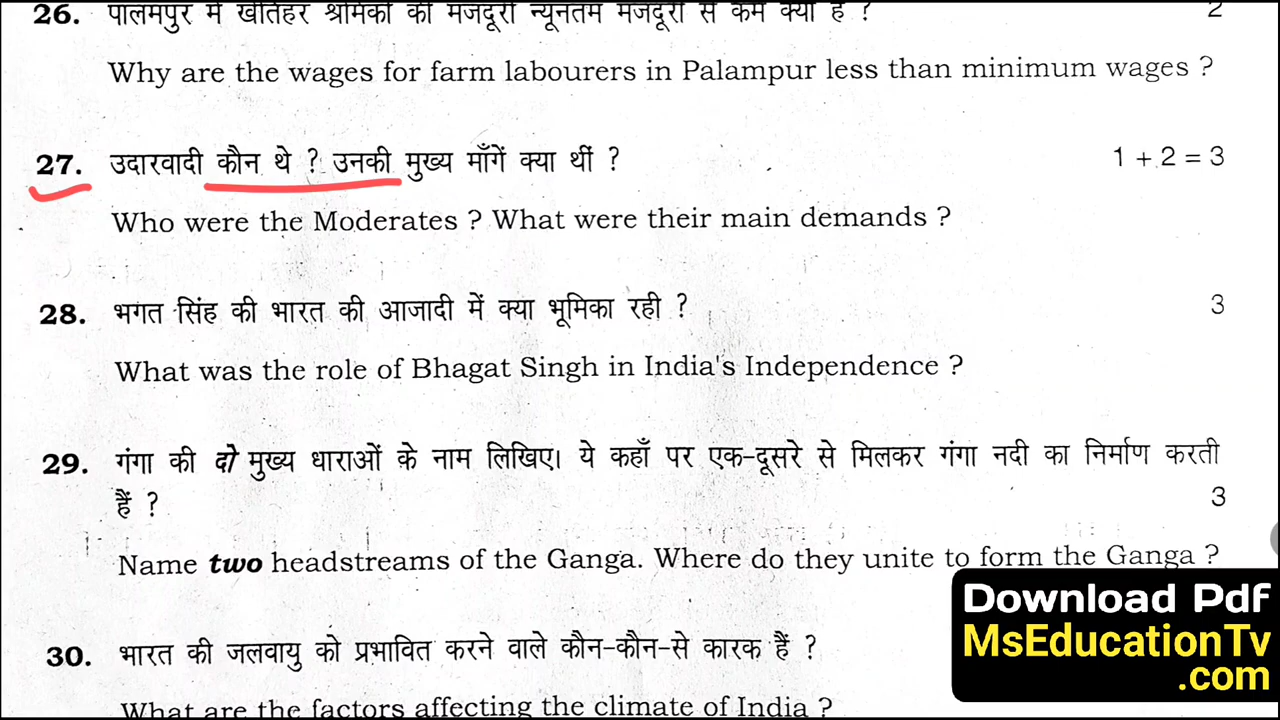 26. पालमपुर में खेतिहर श्रमिकों की मजदूरी न्यूनतम मजदूरी से कम क्यों है ? 2
Why are the wages for farm labourers in Palampur less than minimum wages ?
27. उदारवादी कौन थे ? उनकी मुख्य माँगें क्या थीं ? 1 + 2 = 3
Who were the Moderates ? What were their main demands ?
28. भगत सिंह की भारत की आजादी में क्या भूमिका रही ? 3
What was the role of Bhagat Singh in India's Independence ?
29. गंगा की दो मुख्य धाराओं के नाम लिखिए। ये कहाँ पर एक-दूसरे से मिलकर गंगा नदी का निर्माण करती
हैं ? 3
Name two headstreams of the Ganga. Where do they unite to form the Ganga ?
30. भारत की जलवायु को प्रभावित करने वाले कौन-कौन-से कारक हैं ?
What are the factors affecting the climate of India ?
Download Pdf
MsEducationTv
.com